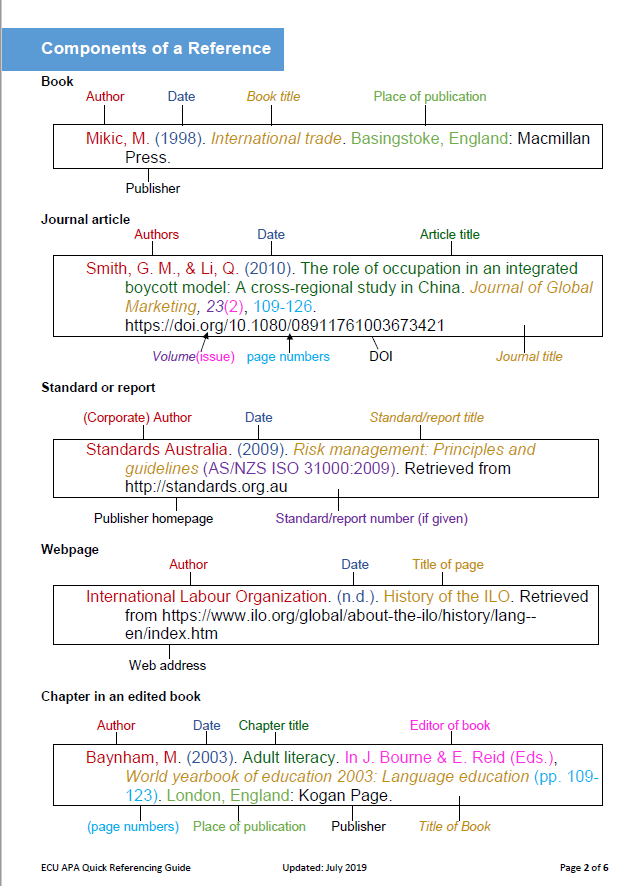 Components of a Reference
Book
Author Date Book title Place of publication
Mikic, M. (1998). International trade. Basingstoke, England: Macmillan
Press.
Publisher
Journal article
Authors Date Article title
Smith, G. M., & Li, Q. (2010). The role of occupation in an integrated
boycott model: A cross-regional study in China. Journal of Global
Marketing, 23(2), 109-126.
https://doi.org/10.1080/08911761003673421
Volume(issue) page numbers DOI Journal title
Standard or report
(Corporate) Author Date Standard/report title
Standards Australia. (2009). Risk management: Principles and
guidelines (AS/NZS ISO 31000:2009). Retrieved from
http://standards.org.au
Publisher homepage Standard/report number (if given)
Webpage
Author Date Title of page
International Labour Organization. (n.d.). History of the ILO. Retrieved
from https://www.ilo.org/global/about-the-ilo/history/lang--
en/index.htm
Web address
Chapter in an edited book
Author Date Chapter title Editor of book
Baynham, M. (2003). Adult literacy. In J. Bourne & E. Reid (Eds.),
World yearbook of education 2003: Language education (pp. 109-
123). London, England: Kogan Page.
(page numbers) Place of publication Publisher Title of Book
ECU APA Quick Referencing Guide Updated: July 2019 Page 2 of 6